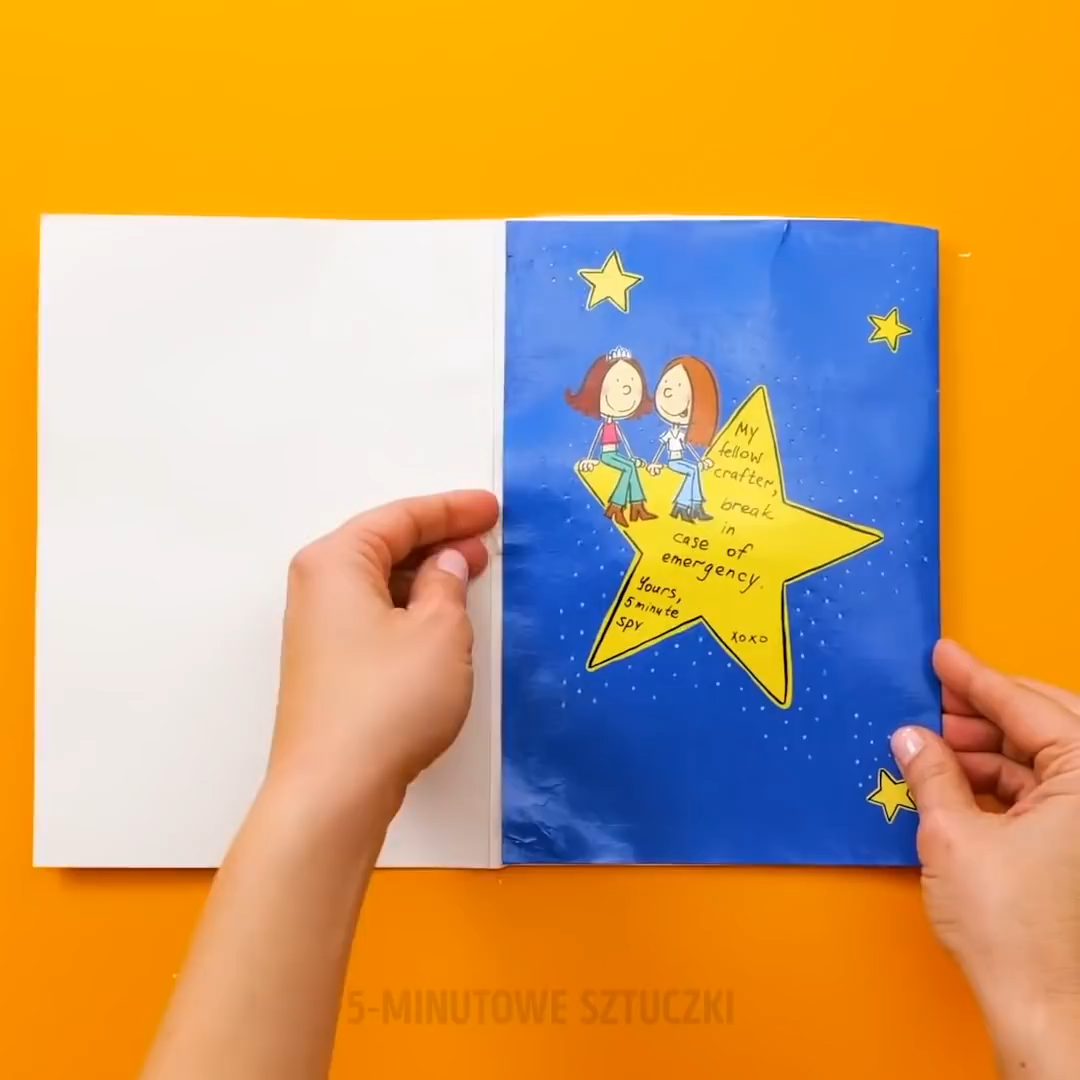 My
fellow
crafter,
break
in
case of
emergency.
Yours,
5 minute
spy
xoxo
5-MINUTOWE SZTUCZKI